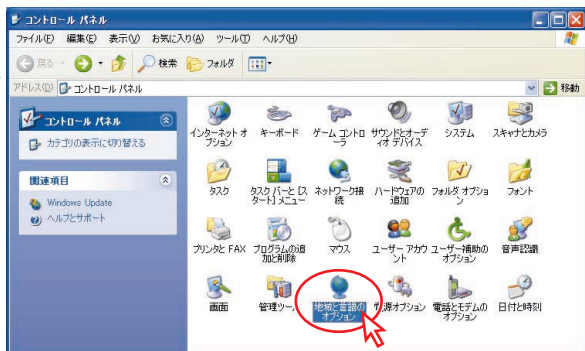 コントロール パネル
ファイル(F) 編集(E) 表示(V) お気に入り(A) ツール(T) ヘルプ(H)
戻る 検索 フォルダ
アドレス(D) コントロール パネル 移動
コントロール パネル
カテゴリの表示に切り替える
関連項目
Windows Update
ヘルプとサポート
インターネット オ
プション
キーボード
ゲーム コントロ
ーラ
サウンドとオーデ
ィオ デバイス
システム
スキャナとカメラ
タスク
タスク バーと [ス
タート] メニュー
ネットワーク接
続
ハードウェアの
追加
フォルダ オプショ
ン
フォント
プリンタと FAX
プログラムの追
加と削除
マウス
ユーザー アカウ
ント
ユーザー補助の
オプション
音声認識
画面
管理ツー
地域と言語の
オプション
電源オプション
電話とモデムの
オプション
日付と時刻